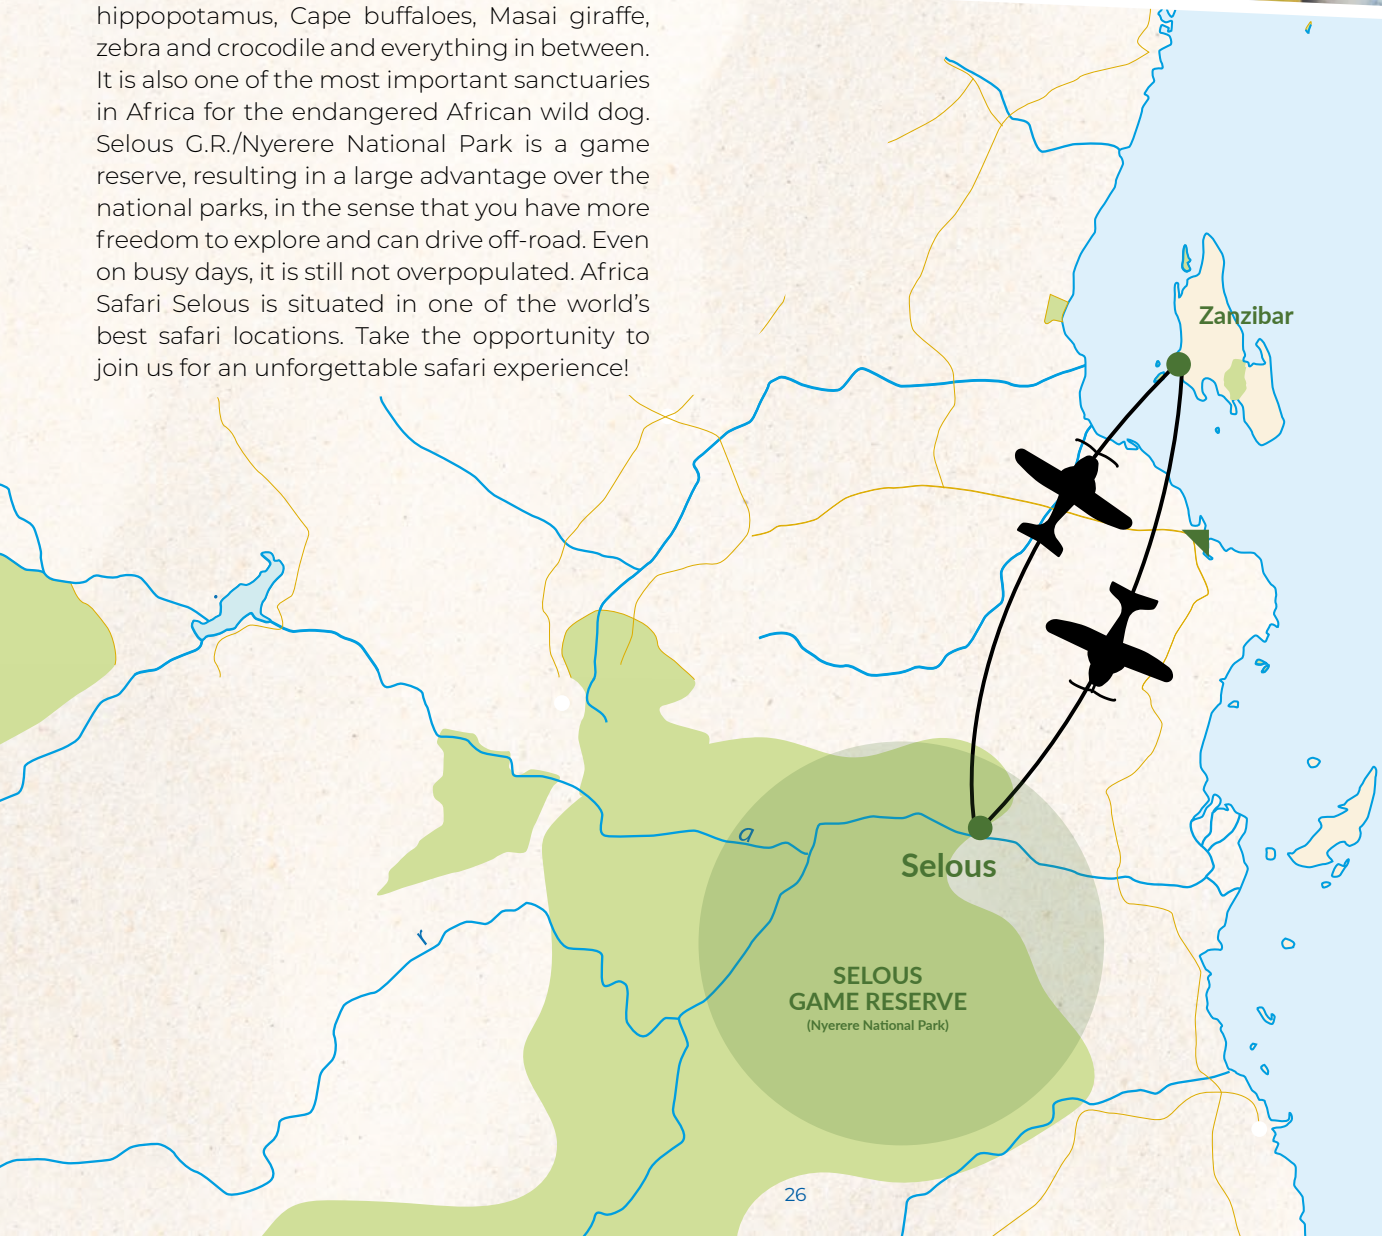 hippopotamus, Cape buffaloes, Masai giraffe,
zebra and crocodile and everything in between.
It is also one of the most important sanctuaries
in Africa for the endangered African wild dog.
Selous G.R./Nyerere National Park is a game
reserve, resulting in a large advantage over the
national parks, in the sense that you have more
freedom to explore and can drive off-road. Even
on busy days, it is still not overpopulated. Africa
Safari Selous is situated in one of the world’s
best safari locations. Take the opportunity to
join us for an unforgettable safari experience!
Zanzibar
a
Selous
r
SELOUS
GAME RESERVE
(Nyerere National Park)
26